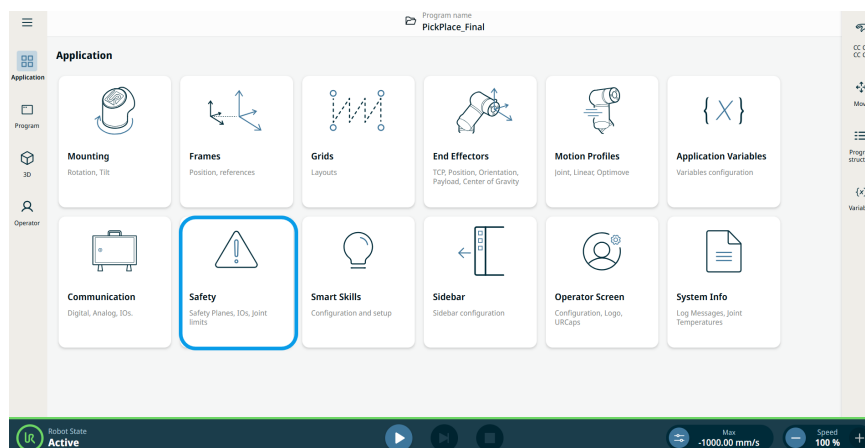 Program name
PickPlace_Final
Application
Application
Program
3D
Operator
Mounting
Rotation, Tilt
Frames
Position, references
Grids
Layouts
End Effectors
TCP, Position, Orientation,
Payload, Center of Gravity
Motion Profiles
Joint, Linear, Optimove
{X}
Application Variables
Variables configuration
Communication
Digital, Analog, IOs.
Safety
Safety Planes, IOs, Joint
limits
Smart Skills
Configuration and setup
Sidebar
Sidebar configuration
Operator Screen
Configuration, Logo,
URCaps
System Info
Log Messages, Joint
Temperatures
CC
CC
Mov
Progr
struct
{x}
Variab
UR
Robot State
Active
Max
-1000.00 mm/s
Speed
100 %